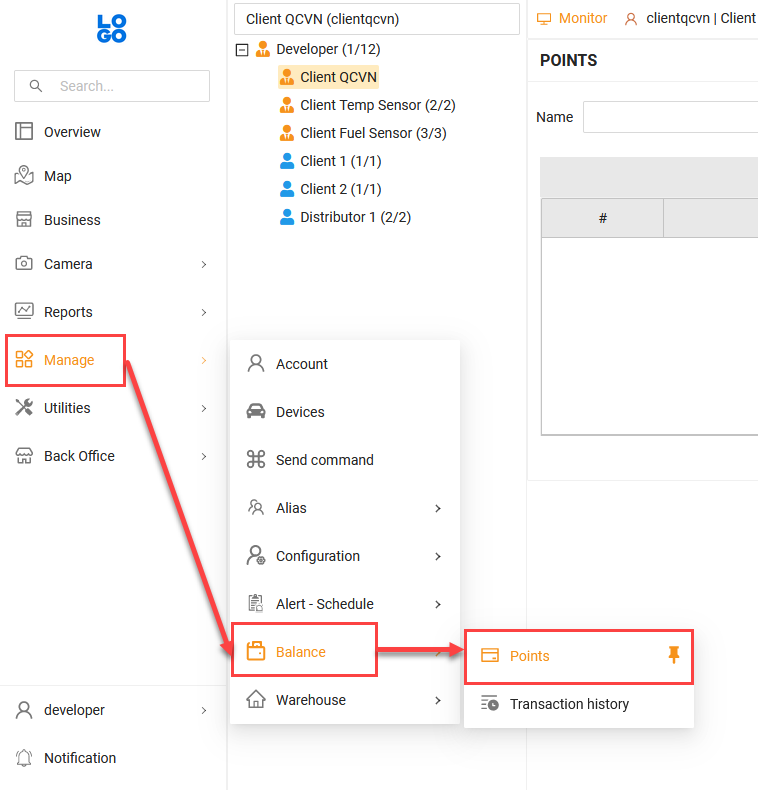 LO
GO
Search...
Overview
Map
Business
Camera
Reports
Manage
Utilities
Back Office
developer
Notification
Client QCVN (clientqcvn)
Developer (1/12)
Client QCVN
Client Temp Sensor (2/2)
Client Fuel Sensor (3/3)
Client 1 (1/1)
Client 2 (1/1)
Distributor 1 (2/2)
Account
Devices
Send command
Alias
Configuration
Alert - Schedule
Balance
Warehouse
Points
Transaction history
Monitor clientqcvn | Client
POINTS
Name
#